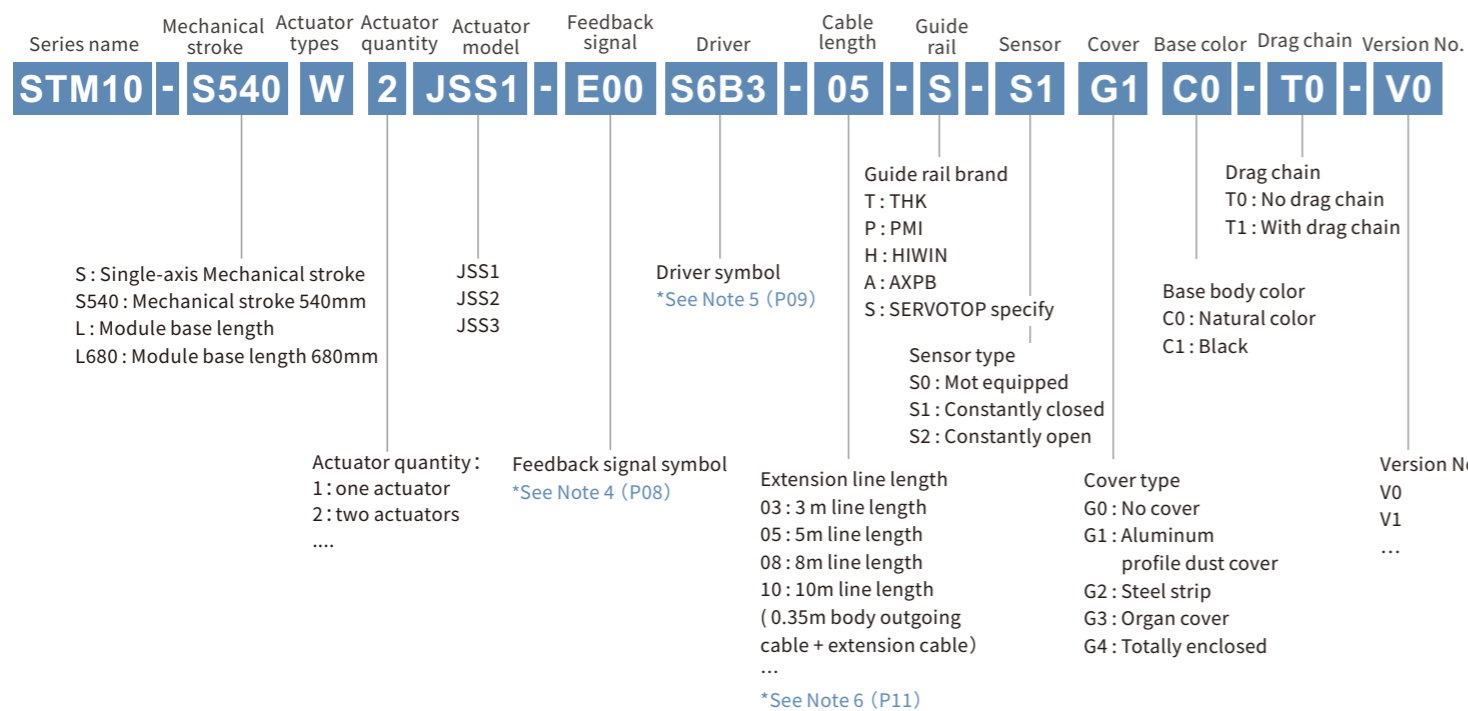 Series name
Mechanical
stroke
Actuator
types
Actuator
quantity
Actuator
model
Feedback
signal
Driver
Cable
length
Guide
rail
Sensor
Cover
Base color
Drag chain
Version No.
STM10 - S540 W 2 JSS1 - E00 S6B3 - 05 - S - S1 G1 C0 - T0 - V0
S : Single-axis Mechanical stroke
S540 : Mechanical stroke 540mm
L : Module base length
L680 : Module base length 680mm
Actuator quantity：
1：one actuator
2：two actuators
....
JSS1
JSS2
JSS3
Feedback signal symbol
*See Note 4（P08）
Driver symbol
*See Note 5（P09）
Extension line length
03 : 3 m line length
05 : 5m line length
08 : 8m line length
10 : 10m line length
( 0.35m body outgoing
cable + extension cable）
...
*See Note 6（P11）
Guide rail brand
T : THK
P : PMI
H : HIWIN
A : AXPB
S : SERVOTOP specify
Sensor type
S0 : Mot equipped
S1 : Constantly closed
S2 : Constantly open
Cover type
G0 : No cover
G1 : Aluminum
profile dust cover
G2 : Steel strip
G3 : Organ cover
G4 : Totally enclosed
Base body color
C0 : Natural color
C1 : Black
Drag chain
T0 : No drag chain
T1 : With drag chain
Version No
V0
V1
...